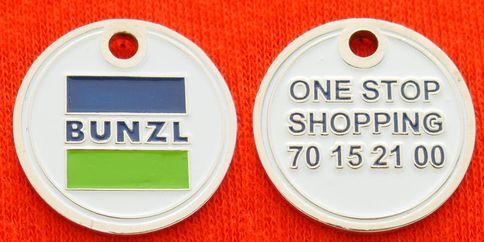 BUNZL
ONE STOP
SHOPPING
70 15 21 00